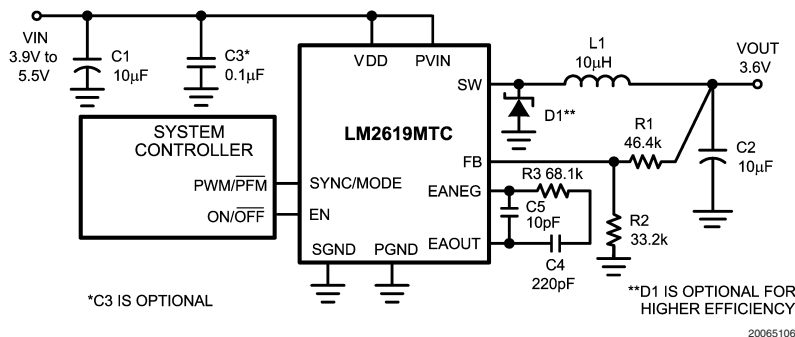 VIN
3.9V to
5.5V
C1
10µF
C3*
0.1µF
VDD
PVIN
L1
10µH
VOUT
3.6V
SW
D1**
SYSTEM
CONTROLLER
LM2619MTC
R1
46.4k
C2
10µF
FB
PWM/PFM
SYNC/MODE
EANEG
R3 68.1k
C5
10pF
ON/OFF
EN
R2
33.2k
EAOUT
SGND
PGND
C4
220pF
*C3 IS OPTIONAL
**D1 IS OPTIONAL FOR
HIGHER EFFICIENCY
20065106